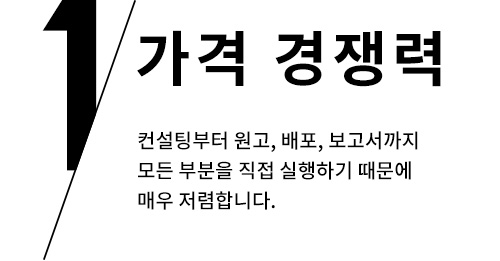 1
가격 경쟁력
컨설팅부터 원고, 배포, 보고서까지
모든 부분을 직접 실행하기 때문에
매우 저렴합니다.